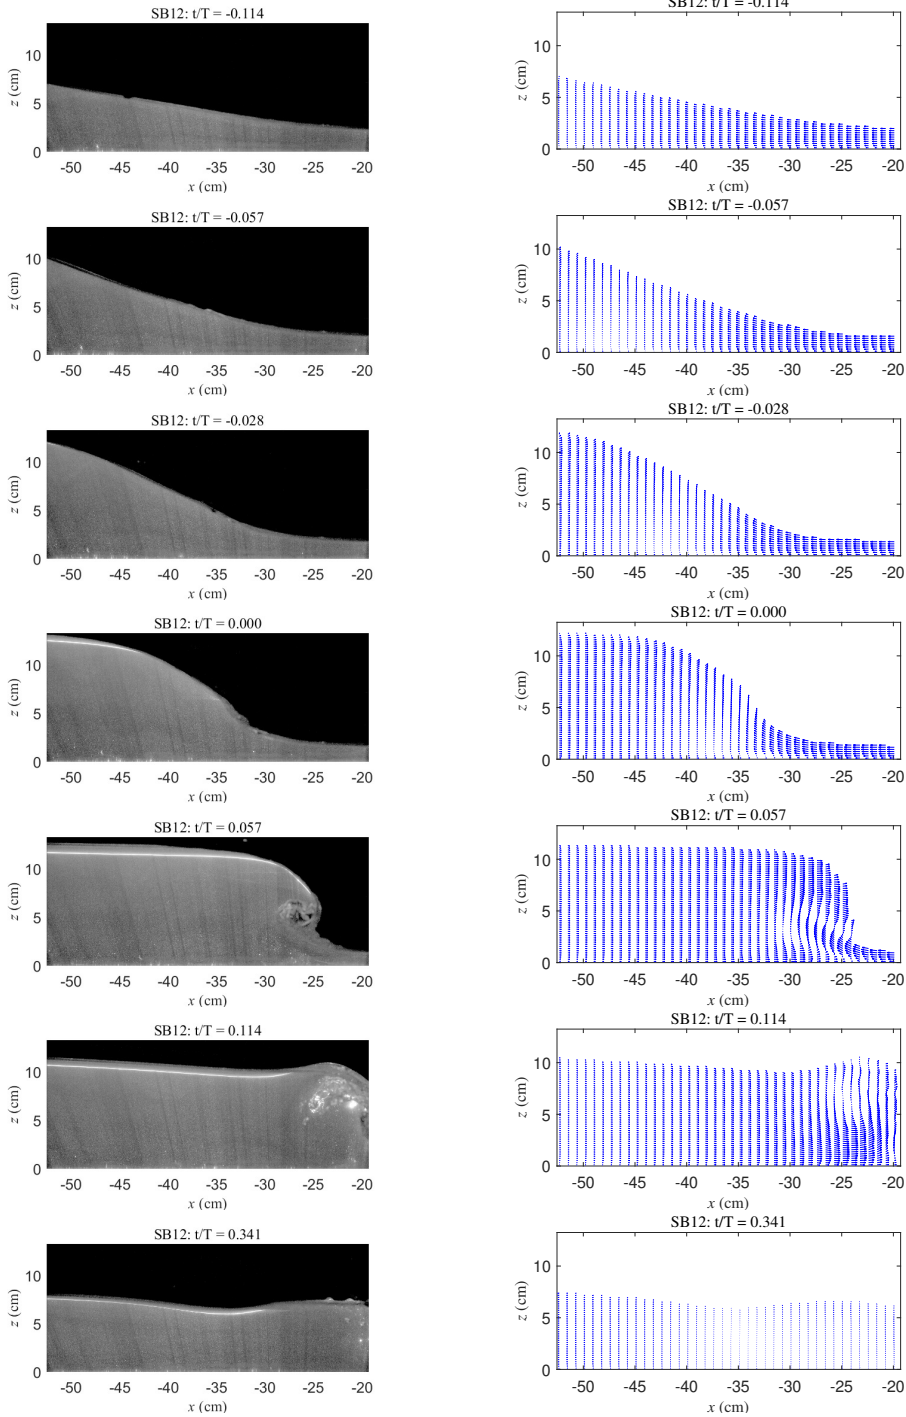 SB12: t/T = -0.114
10
5
0
z (cm)
-50 -45 -40 -35 -30 -25 -20
x (cm)
SB12: t/T = -0.114
10
5
0
z (cm)
-50 -45 -40 -35 -30 -25 -20
x (cm)
SB12: t/T = -0.057
10
5
0
z (cm)
-50 -45 -40 -35 -30 -25 -20
x (cm)
SB12: t/T = -0.057
10
5
0
z (cm)
-50 -45 -40 -35 -30 -25 -20
x (cm)
SB12: t/T = -0.028
10
5
0
z (cm)
-50 -45 -40 -35 -30 -25 -20
x (cm)
SB12: t/T = -0.028
10
5
0
z (cm)
-50 -45 -40 -35 -30 -25 -20
x (cm)
SB12: t/T = 0.000
10
5
0
z (cm)
-50 -45 -40 -35 -30 -25 -20
x (cm)
SB12: t/T = 0.000
10
5
0
z (cm)
-50 -45 -40 -35 -30 -25 -20
x (cm)
SB12: t/T = 0.057
10
5
0
z (cm)
-50 -45 -40 -35 -30 -25 -20
x (cm)
SB12: t/T = 0.057
10
5
0
z (cm)
-50 -45 -40 -35 -30 -25 -20
x (cm)
SB12: t/T = 0.114
10
5
0
z (cm)
-50 -45 -40 -35 -30 -25 -20
x (cm)
SB12: t/T = 0.114
10
5
0
z (cm)
-50 -45 -40 -35 -30 -25 -20
x (cm)
SB12: t/T = 0.341
10
5
0
z (cm)
-50 -45 -40 -35 -30 -25 -20
x (cm)
SB12: t/T = 0.341
10
5
0
z (cm)
-50 -45 -40 -35 -30 -25 -20
x (cm)